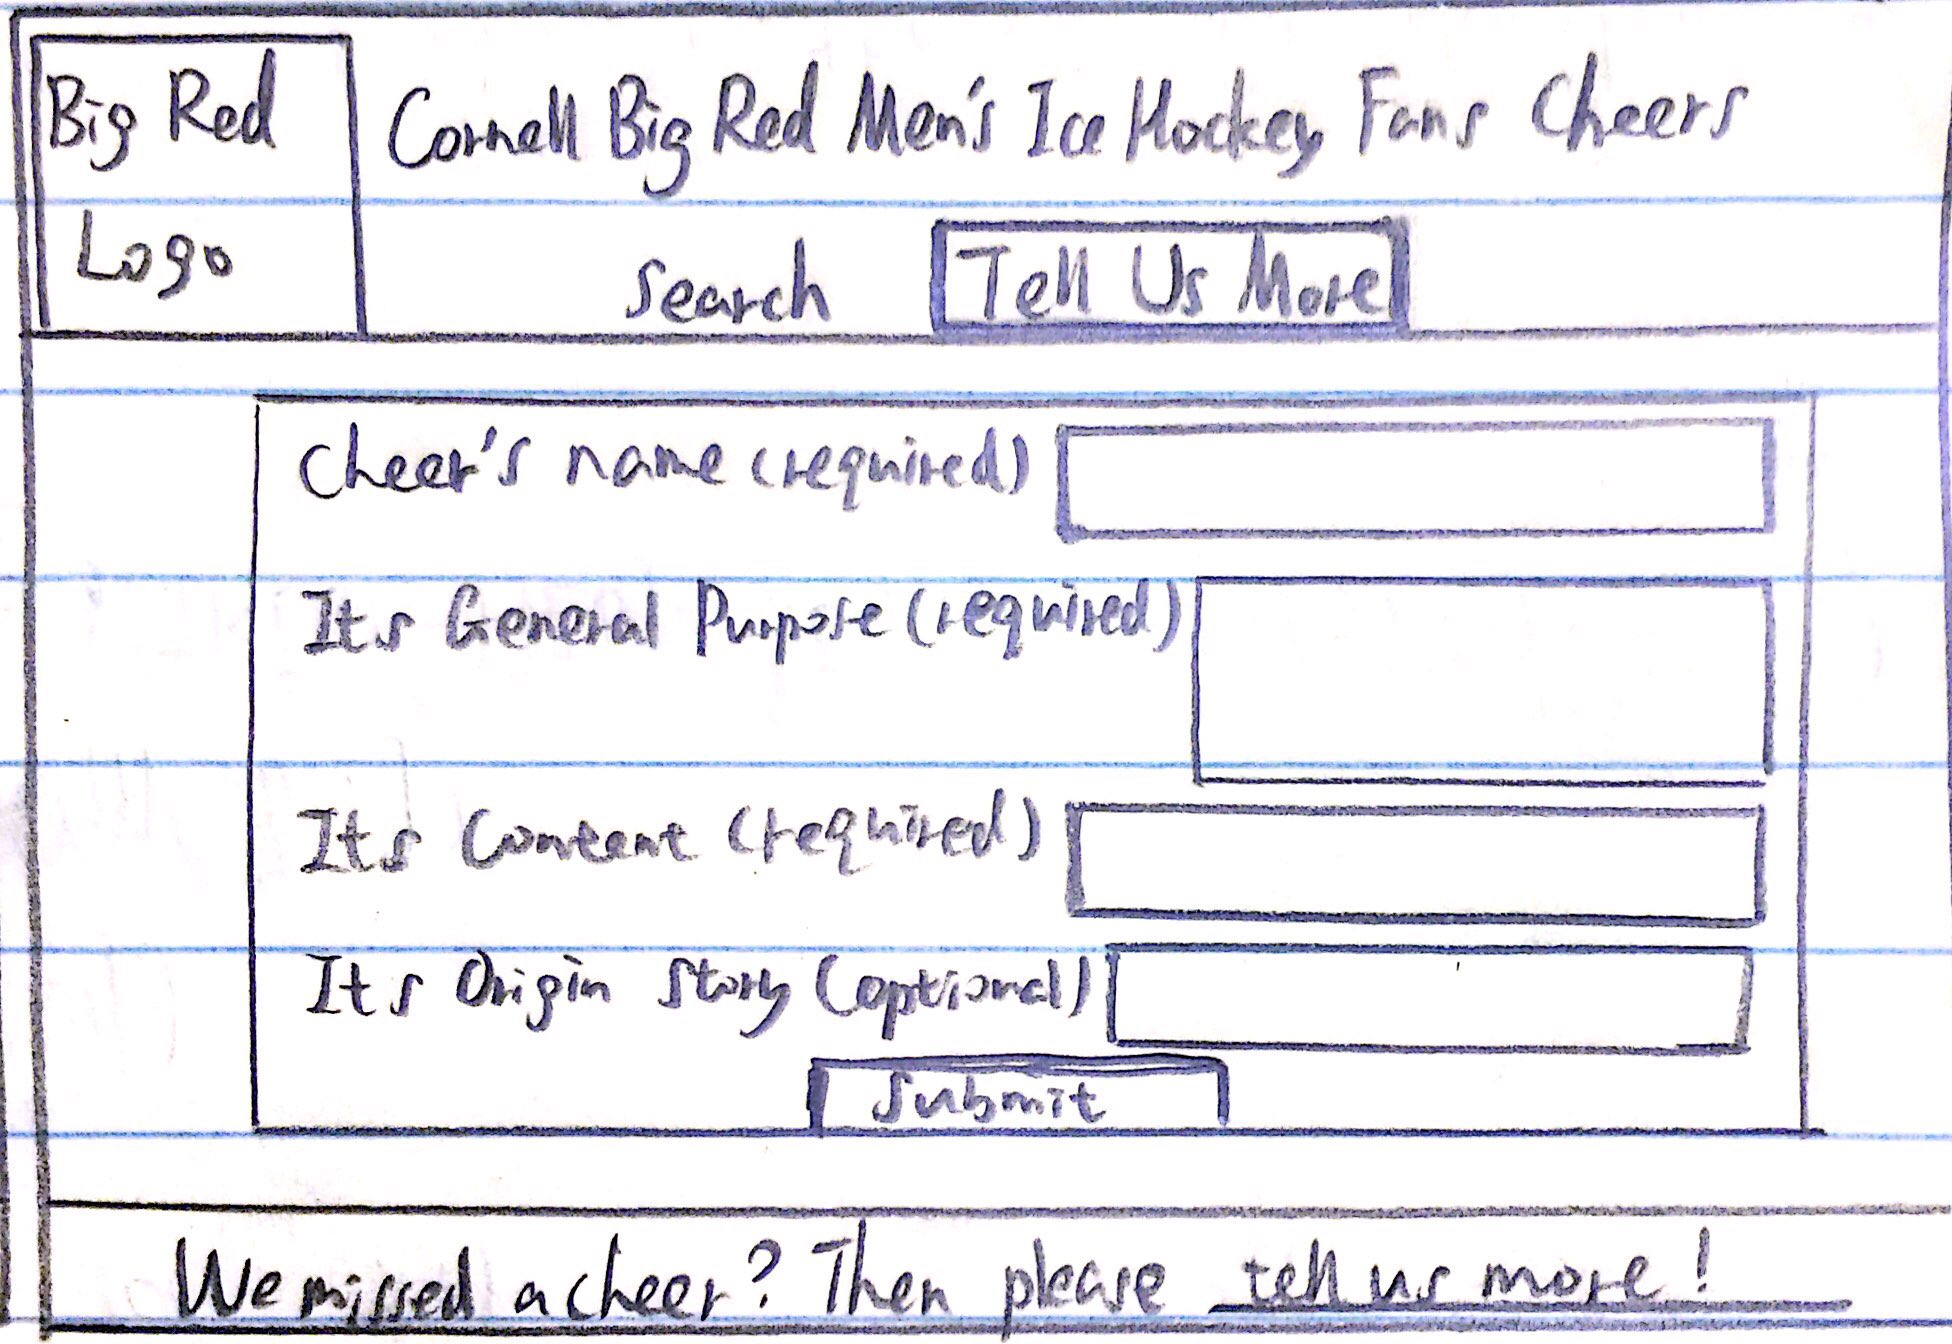 Big Red
Logo
Cornell Big Red Men's Ice Hockey Fans Cheers
Search Tell Us More
Cheer's name (required)
Its General Purpose (required)
Its Content (required)
Its Origin Story (optional)
Submit
We missed a cheer? Then please tell us more!